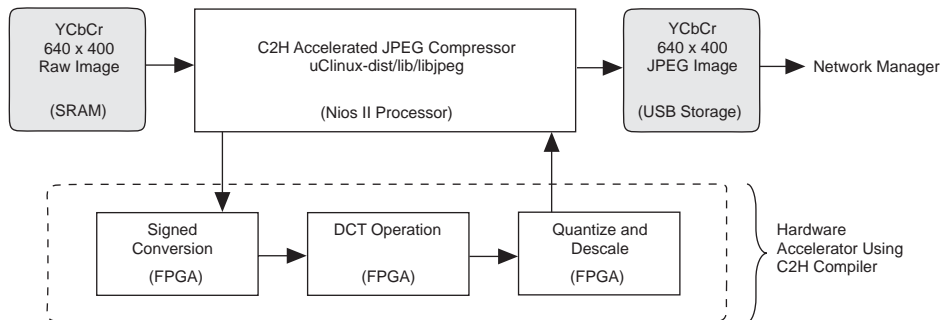 YCbCr
640 x 400
Raw Image
(SRAM)
C2H Accelerated JPEG Compressor
uClinux-dist/lib/libjpeg
(Nios II Processor)
YCbCr
640 x 400
JPEG Image
(USB Storage)
Network Manager
Signed
Conversion
(FPGA)
DCT Operation
(FPGA)
Quantize and
Descale
(FPGA)
Hardware
Accelerator Using
C2H Compiler